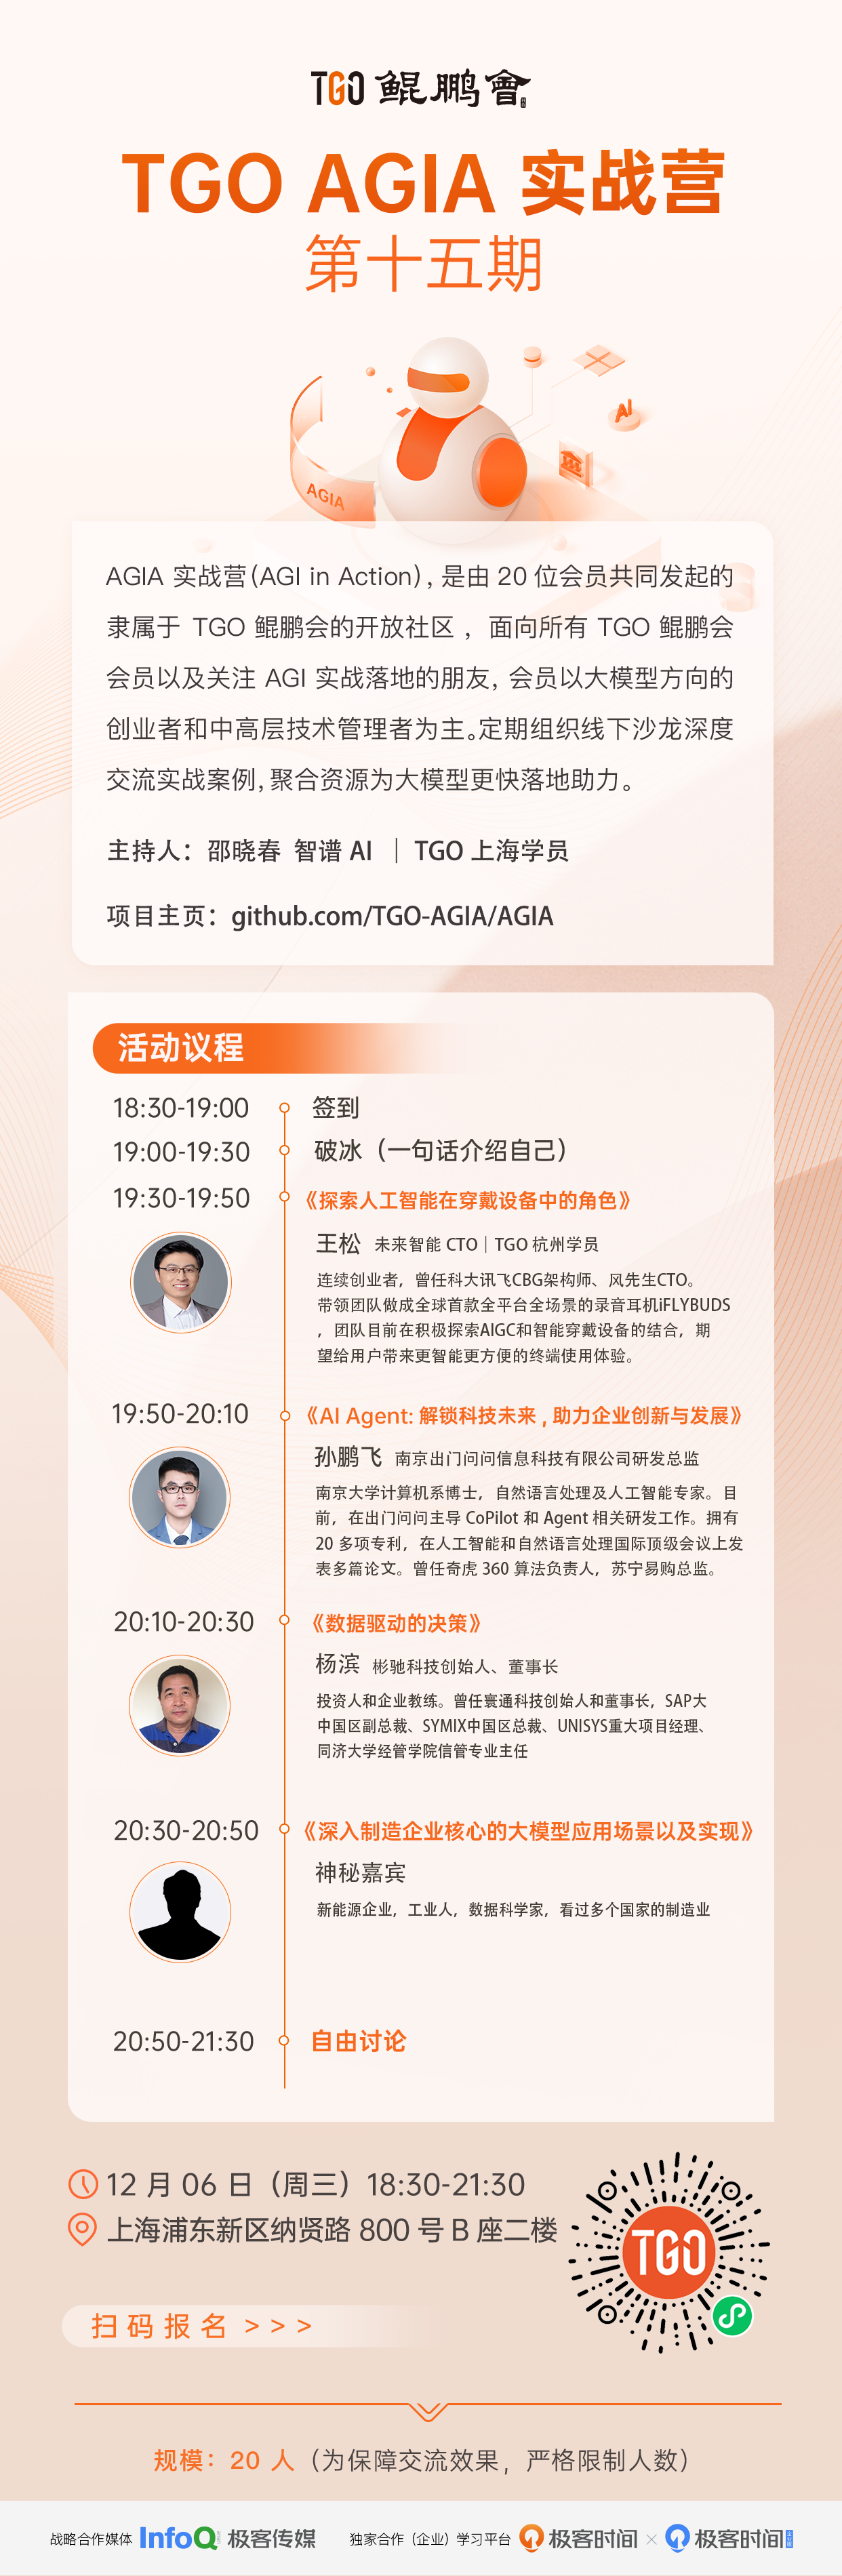 TGO 鲲鹏會
TGO AGIA 实战营
第十五期
AI
AGIA
AGIA 实战营(AGI in Action), 是由 20 位会员共同发起的
隶属于 TGO 鲲鹏会的开放社区 ， 面向所有 TGO 鲲鹏会
会员以及关注 AGI 实战落地的朋友, 会员以大模型方向的
创业者和中高层技术管理者为主。定期组织线下沙龙深度
交流实战案例, 聚合资源为大模型更快落地助力。
主持人：邵晓春 智谱 AI ｜ TGO 上海学员
项目主页：github.com/TGO-AGIA/AGIA
活动议程
18:30-19:00 签到
19:00-19:30 破冰（一句话介绍自己）
19:30-19:50 《探索人工智能在穿戴设备中的角色》
王松 未来智能 CTO｜TGO 杭州学员
连续创业者，曾任科大讯飞CBG架构师、风先生CTO。
带领团队做成全球首款全平台全场景的录音耳机iFLYBUDS
，团队目前在积极探索AIGC和智能穿戴设备的结合，期
望给用户带来更智能更方便的终端使用体验。
19:50-20:10 《AI Agent: 解锁科技未来 , 助力企业创新与发展》
孙鹏飞 南京出门问问信息科技有限公司研发总监
南京大学计算机系博士，自然语言处理及人工智能专家。目
前，在出门问问主导 CoPilot 和 Agent 相关研发工作。拥有
20 多项专利，在人工智能和自然语言处理国际顶级会议上发
表多篇论文。曾任奇虎 360 算法负责人，苏宁易购总监。
20:10-20:30 《数据驱动的决策》
杨滨 彬驰科技创始人、董事长
投资人和企业教练。曾任寰通科技创始人和董事长，SAP大
中国区副总裁、SYMIX中国区总裁、UNISYS重大项目经理、
同济大学经管学院信管专业主任
20:30-20:50 《深入制造企业核心的大模型应用场景以及实现》
神秘嘉宾
新能源企业，工业人，数据科学家，看过多个国家的制造业
20:50-21:30 自由讨论
12 月 06 日（周三）18:30-21:30
上海浦东新区纳贤路 800 号 B 座二楼
TGO
扫码报名 > > >
规模：20 人（为保障交流效果，严格限制人数）
战略合作媒体 InfoQ 极客传媒 独家合作（企业）学习平台 极客时间 × 极客时间